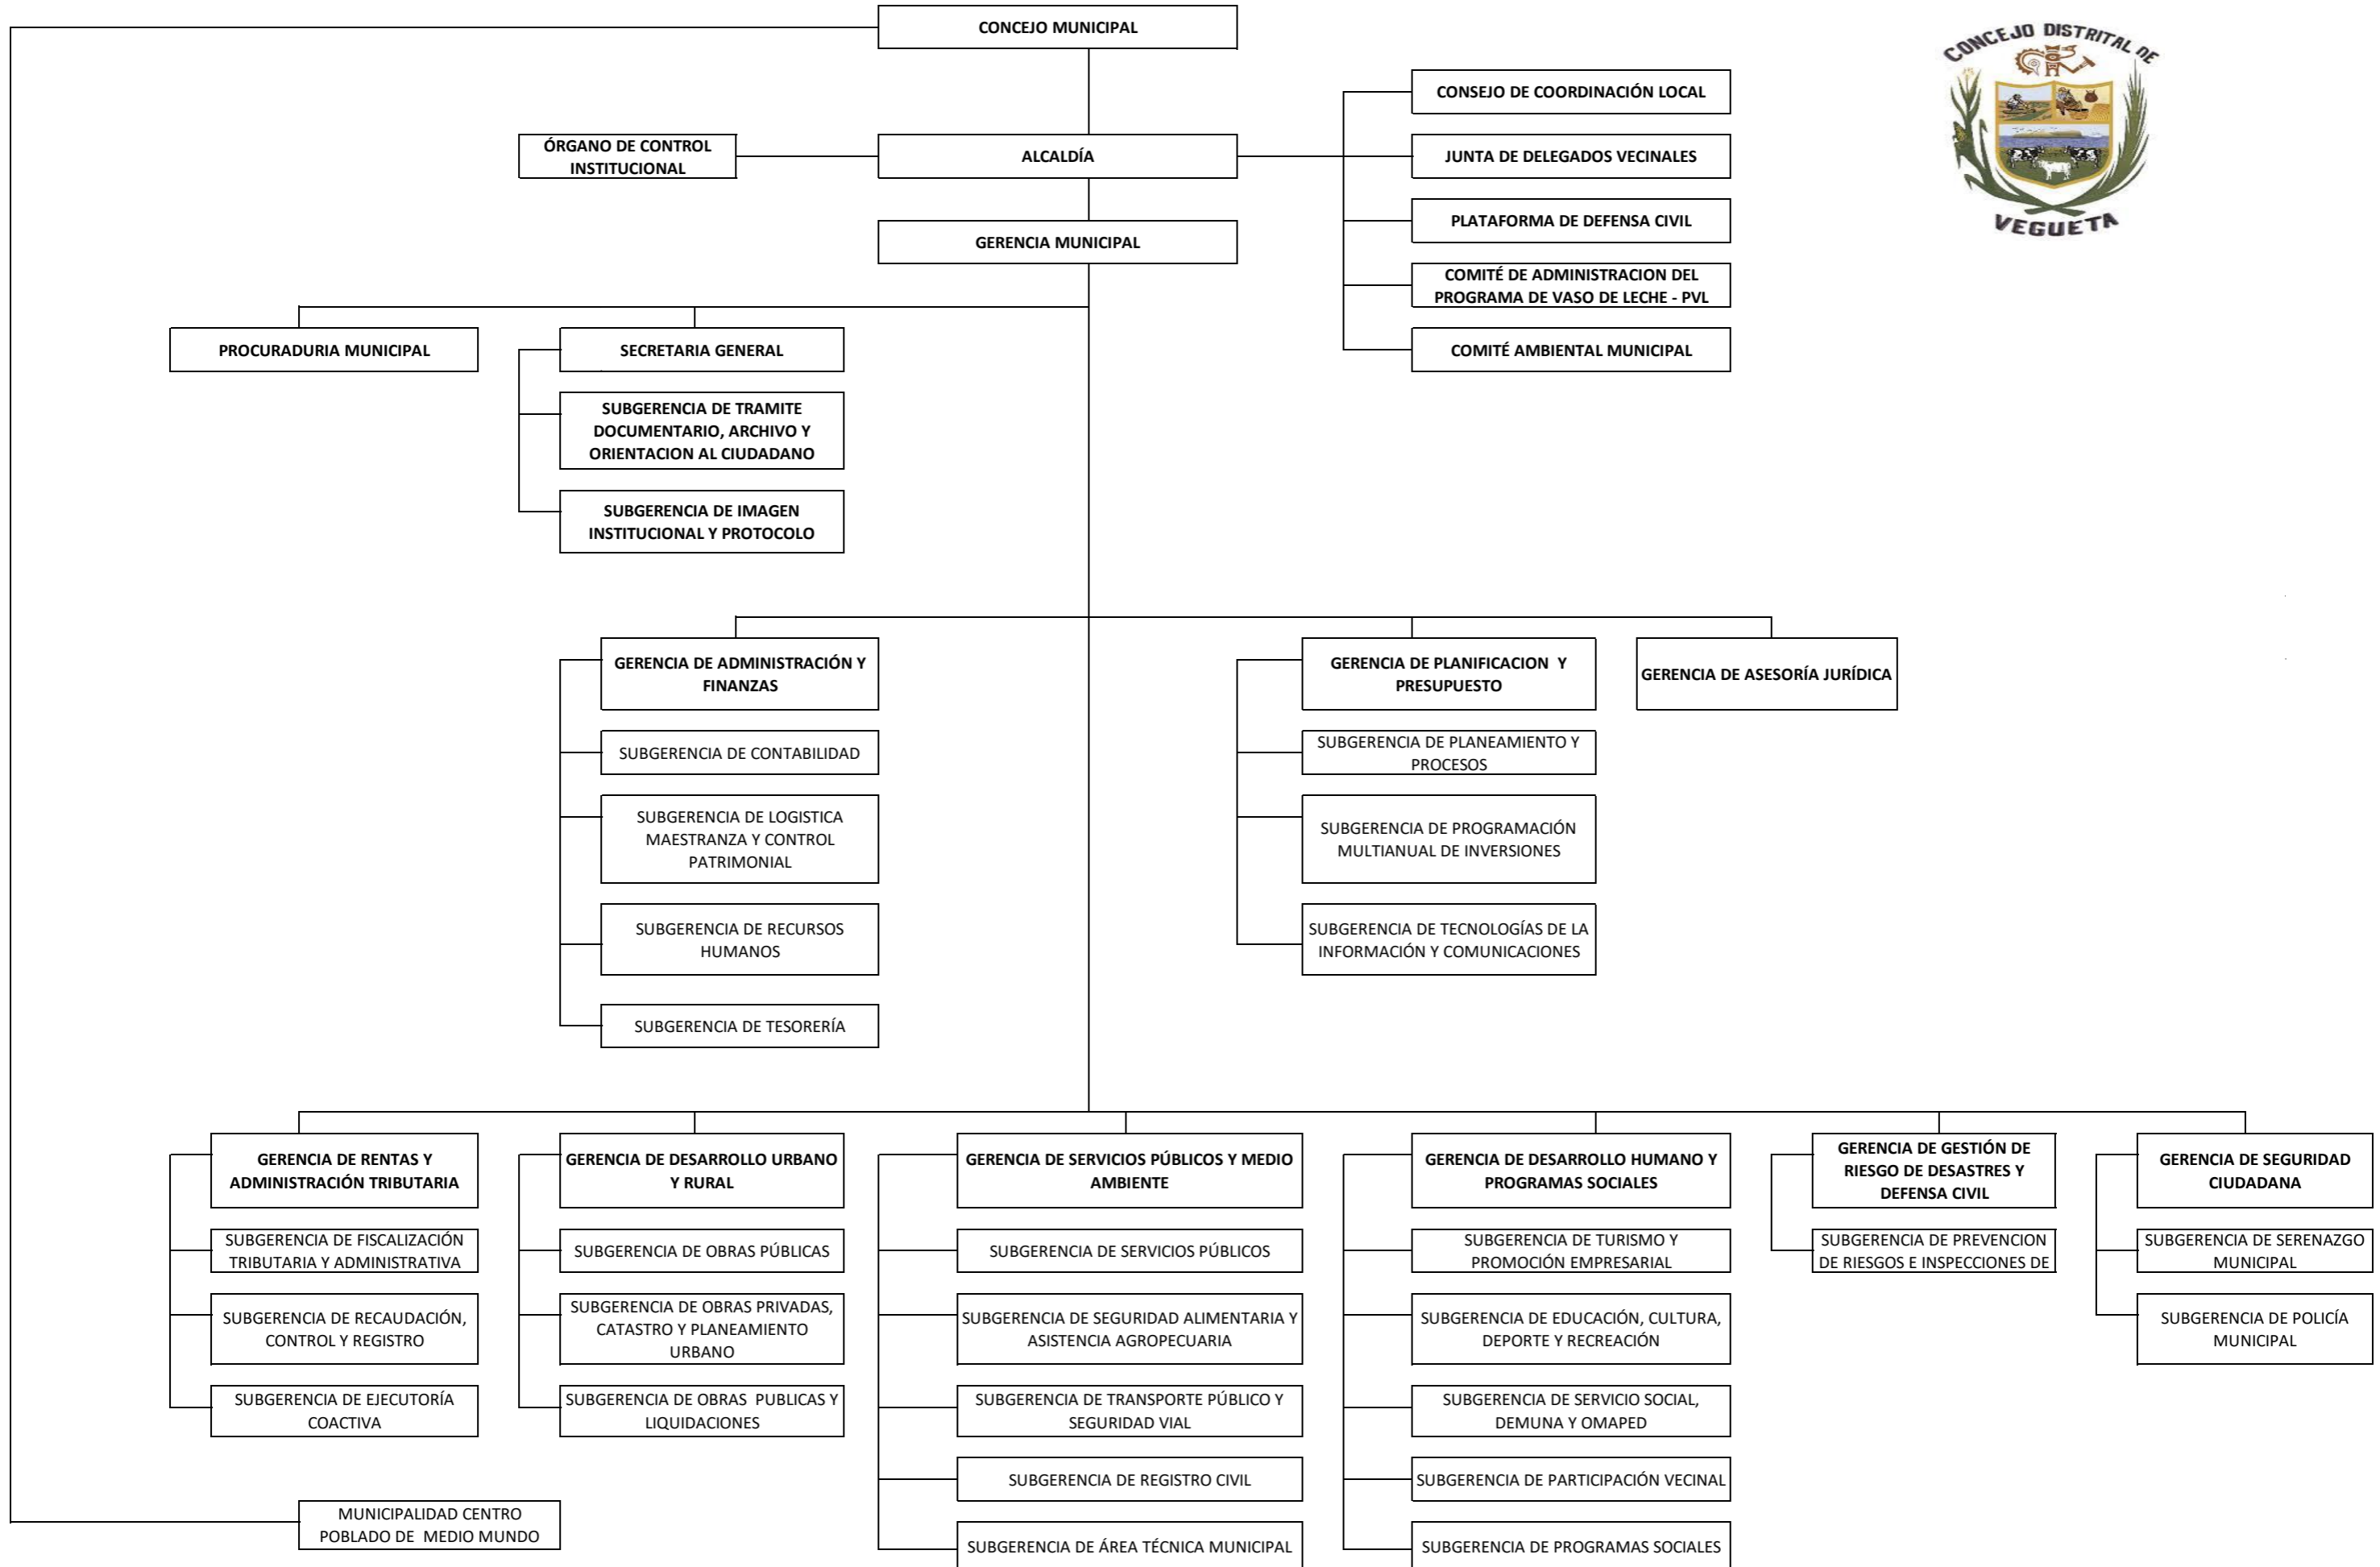 CONCEJO MUNICIPAL
CONCEJO DISTRITAL DE
VEGUETA
CONSEJO DE COORDINACIÓN LOCAL
ÓRGANO DE CONTROL
INSTITUCIONAL
ALCALDÍA
JUNTA DE DELEGADOS VECINALES
GERENCIA MUNICIPAL
PLATAFORMA DE DEFENSA CIVIL
COMITÉ DE ADMINISTRACION DEL
PROGRAMA DE VASO DE LECHE - PVL
COMITÉ AMBIENTAL MUNICIPAL
PROCURADURIA MUNICIPAL
SECRETARIA GENERAL
SUBGERENCIA DE TRAMITE
DOCUMENTARIO, ARCHIVO Y
ORIENTACION AL CIUDADANO
SUBGERENCIA DE IMAGEN
INSTITUCIONAL Y PROTOCOLO
GERENCIA DE ADMINISTRACIÓN Y
FINANZAS
SUBGERENCIA DE CONTABILIDAD
SUBGERENCIA DE LOGISTICA
MAESTRANZA Y CONTROL
PATRIMONIAL
SUBGERENCIA DE RECURSOS
HUMANOS
SUBGERENCIA DE TESORERÍA
GERENCIA DE PLANIFICACION Y
PRESUPUESTO
SUBGERENCIA DE PLANEAMIENTO Y
PROCESOS
SUBGERENCIA DE PROGRAMACIÓN
MULTIANUAL DE INVERSIONES
SUBGERENCIA DE TECNOLOGÍAS DE LA
INFORMACIÓN Y COMUNICACIONES
GERENCIA DE ASESORÍA JURÍDICA
GERENCIA DE RENTAS Y
ADMINISTRACIÓN TRIBUTARIA
SUBGERENCIA DE FISCALIZACIÓN
TRIBUTARIA Y ADMINISTRATIVA
SUBGERENCIA DE RECAUDACIÓN,
CONTROL Y REGISTRO
SUBGERENCIA DE EJECUTORÍA
COACTIVA
GERENCIA DE DESARROLLO URBANO
Y RURAL
SUBGERENCIA DE OBRAS PÚBLICAS
SUBGERENCIA DE OBRAS PRIVADAS,
CATASTRO Y PLANEAMIENTO
URBANO
SUBGERENCIA DE OBRAS PUBLICAS Y
LIQUIDACIONES
GERENCIA DE SERVICIOS PÚBLICOS Y MEDIO
AMBIENTE
SUBGERENCIA DE SERVICIOS PÚBLICOS
SUBGERENCIA DE SEGURIDAD ALIMENTARIA Y
ASISTENCIA AGROPECUARIA
SUBGERENCIA DE TRANSPORTE PÚBLICO Y
SEGURIDAD VIAL
SUBGERENCIA DE REGISTRO CIVIL
SUBGERENCIA DE ÁREA TÉCNICA MUNICIPAL
GERENCIA DE DESARROLLO HUMANO Y
PROGRAMAS SOCIALES
SUBGERENCIA DE TURISMO Y
PROMOCIÓN EMPRESARIAL
SUBGERENCIA DE EDUCACIÓN, CULTURA,
DEPORTE Y RECREACIÓN
SUBGERENCIA DE SERVICIO SOCIAL,
DEMUNA Y OMAPED
SUBGERENCIA DE PARTICIPACIÓN VECINAL
SUBGERENCIA DE PROGRAMAS SOCIALES
GERENCIA DE GESTIÓN DE
RIESGO DE DESASTRES Y
DEFENSA CIVIL
SUBGERENCIA DE PREVENCION
DE RIESGOS E INSPECCIONES DE
GERENCIA DE SEGURIDAD
CIUDADANA
SUBGERENCIA DE SERENAZGO
MUNICIPAL
SUBGERENCIA DE POLICÍA
MUNICIPAL
MUNICIPALIDAD CENTRO
POBLADO DE MEDIO MUNDO